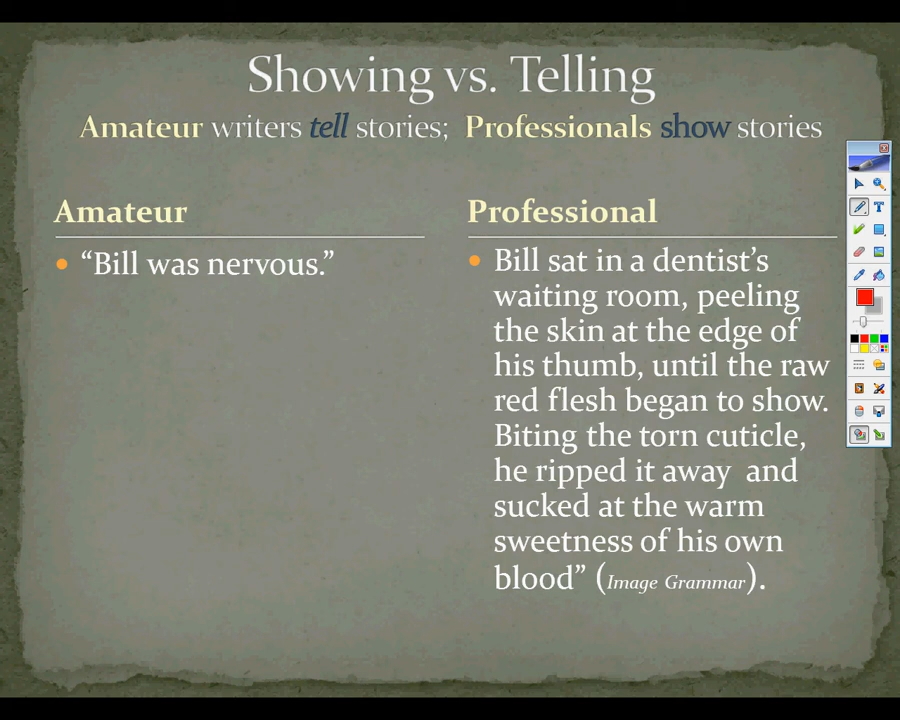 Showing vs. Telling
Amateur writers tell stories;  Professionals show stories
Amateur
• “Bill was nervous.”
Professional
• Bill sat in a dentist’s
waiting room, peeling
the skin at the edge of
his thumb, until the raw
red flesh began to show.
Biting the torn cuticle,
he ripped it away  and
sucked at the warm
sweetness of his own
blood” (Image Grammar).
T